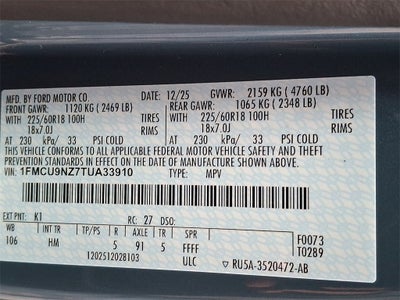 MFD. BY FORD MOTOR CO. 12/25 GVWR: 2159 KG ( 4760 LB)
FRONT GAWR: 1120 KG ( 2469 LB) REAR GAWR: 1065 KG ( 2348 LB)
WITH 225/60R18 100H TIRES WITH 225/60R18 100H TIRES
18x7.0J RIMS 18x7.0J RIMS
AT 230 kPa/ 33 PSI COLD AT 230 kPa/ 33 PSI COLD
THIS VEHICLE CONFORMS TO ALL APPLICABLE FEDERAL MOTOR VEHICLE SAFETY
AND THEFT PREVENTION STANDARDS IN EFFECT ON THE DATE OF MANUFACTURE SHOWN ABOVE.
VIN: 1FMCU9NZ7TUA33910 TYPE: MPV
EXT PNT: K1 RC: 27 DSO:
WB INT TR TP/PS R AXLE TR SPR F0073
106 HM 5 91 5 FFFF T0289
1202512028103 ULC RU5A-3520472-AB